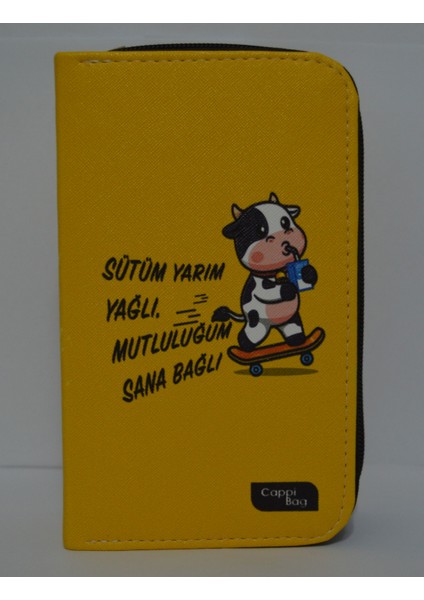 SÜTÜM YARIM
YAĞLI.
MUTLULUĞUM
SANA BAĞLI
Cappi
Bag